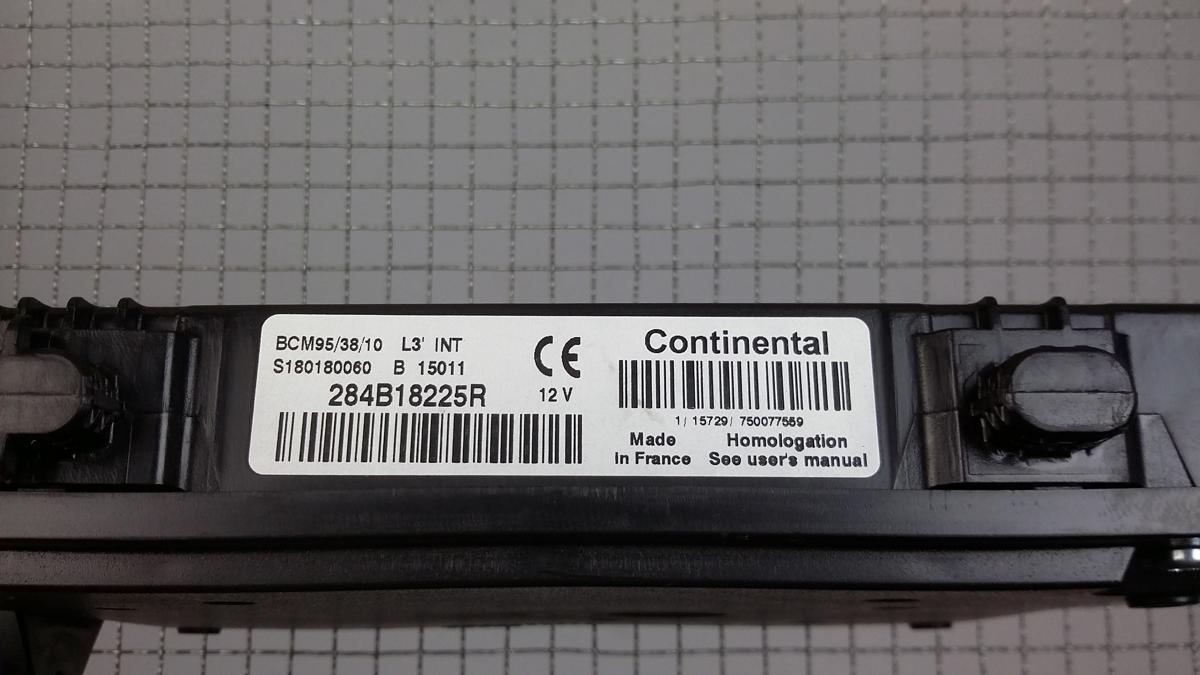 BCM95/38/10 L3' INT
S180180060 B 15011
284B18225R
CE
12 V
Continental
1/ 15729/ 750077559
Made
in France
Homologation
See user's manual